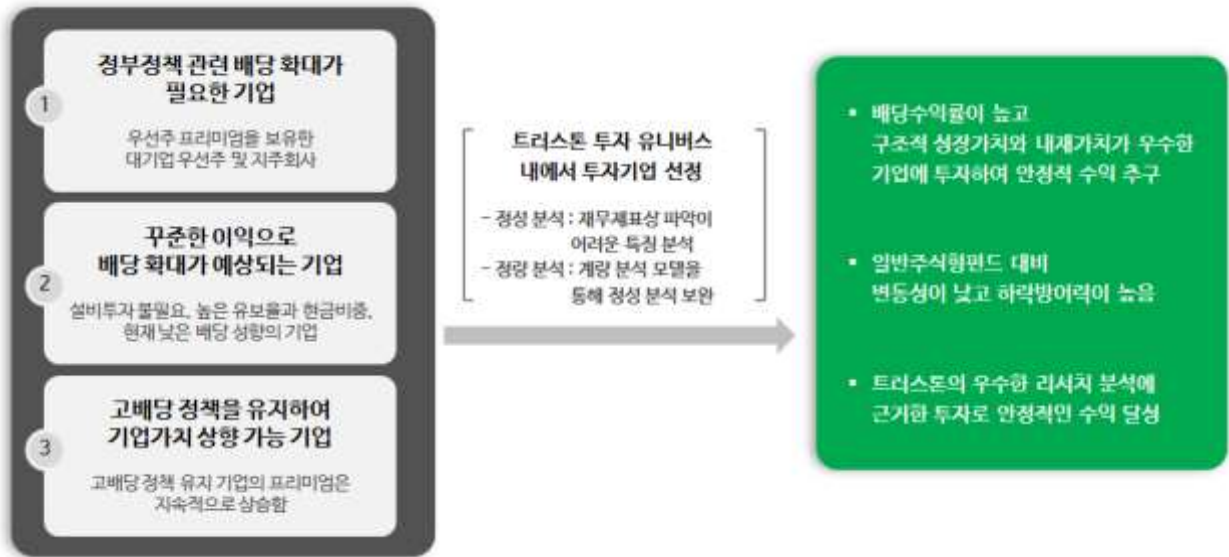 1
정부정책 관련 배당 확대가
필요한 기업
우선주 프리미엄을 보유한
대기업 우선주 및 지주회사
2
꾸준한 이익으로
배당 확대가 예상되는 기업
설비투자 불필요, 높은 유보율과 현금비중,
현재 낮은 배당 성향의 기업
3
고배당 정책을 유지하여
기업가치 상향 가능 기업
고배당 정책 유지 기업의 프리미엄은
지속적으로 상승함
트러스톤 투자 유니버스
내에서 투자기업 선정
- 정성 분석 : 재무제표상 파악이
어려운 특징 분석
- 정량 분석 : 계량 분석 모델을
통해 정성 분석 보완
▪ 배당수익률이 높고
구조적 성장가치와 내재가치가 우수한
기업에 투자하여 안정적 수익 추구
▪ 일반주식형펀드 대비
변동성이 낮고 하락방어력이 높음
▪ 트러스톤의 우수한 리서치 분석에
근거한 투자로 안정적인 수익 달성